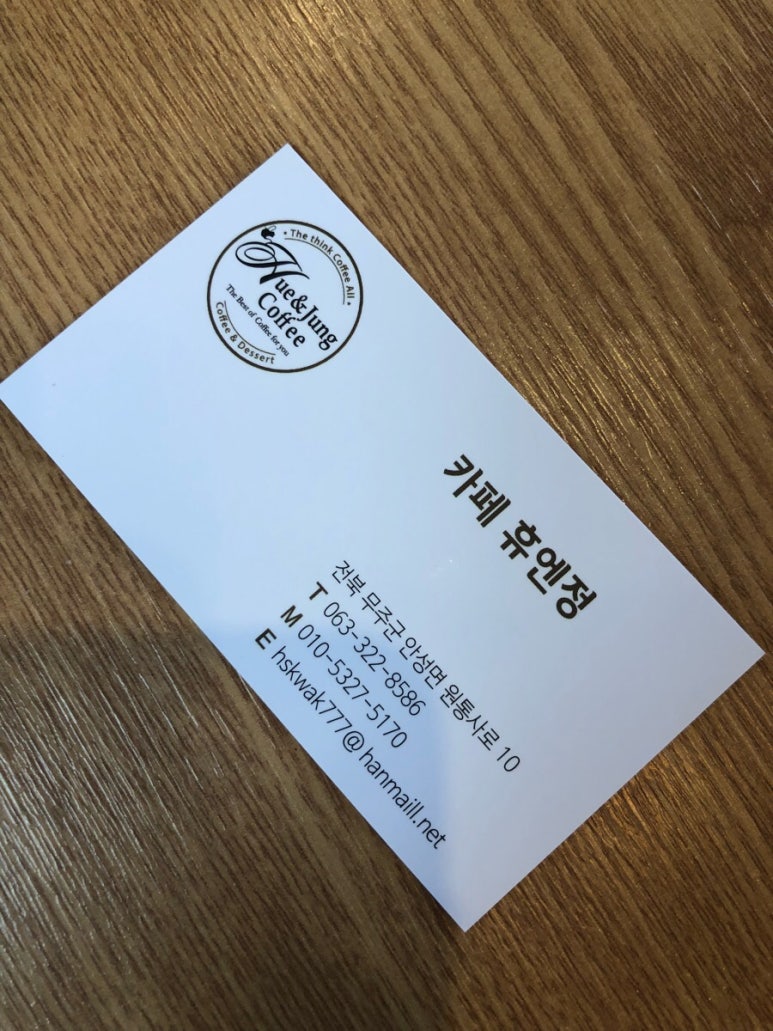 The think Coffee All
Hue&Jung
Coffee
The Best of Coffee for you
Coffee & Dessert
카페 휴엔정
전북 무주군 안성면 원통사로 10
T 063-322-8586
M 010-5327-5170
E hskwak777@hanmaill.net